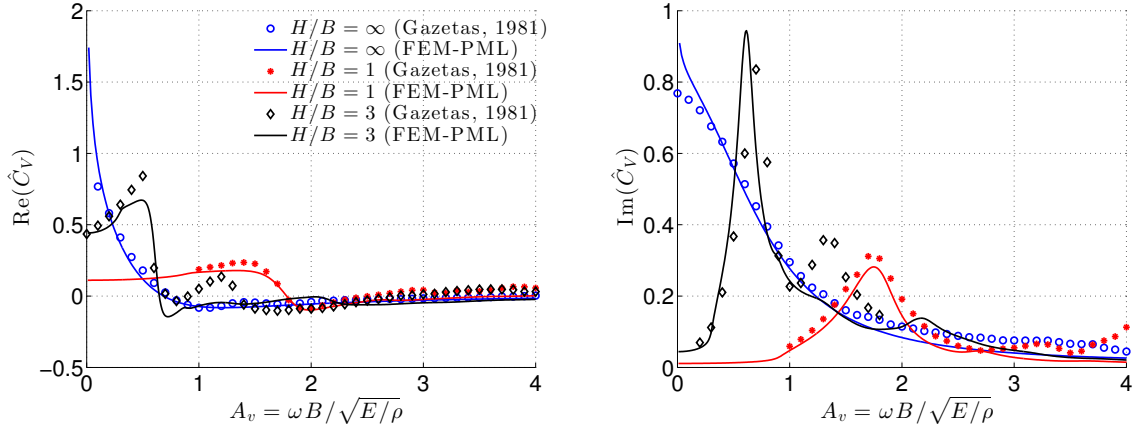 2
1.5
1
0.5
0
−0.5
Re(Ĉ_V)
H/B = ∞ (Gazetas, 1981)
H/B = ∞ (FEM-PML)
H/B = 1 (Gazetas, 1981)
H/B = 1 (FEM-PML)
H/B = 3 (Gazetas, 1981)
H/B = 3 (FEM-PML)
0 1 2 3 4
A_v = ωB/√(E/ρ)
1
0.8
0.6
0.4
0.2
0
Im(Ĉ_V)
0 1 2 3 4
A_v = ωB/√(E/ρ)